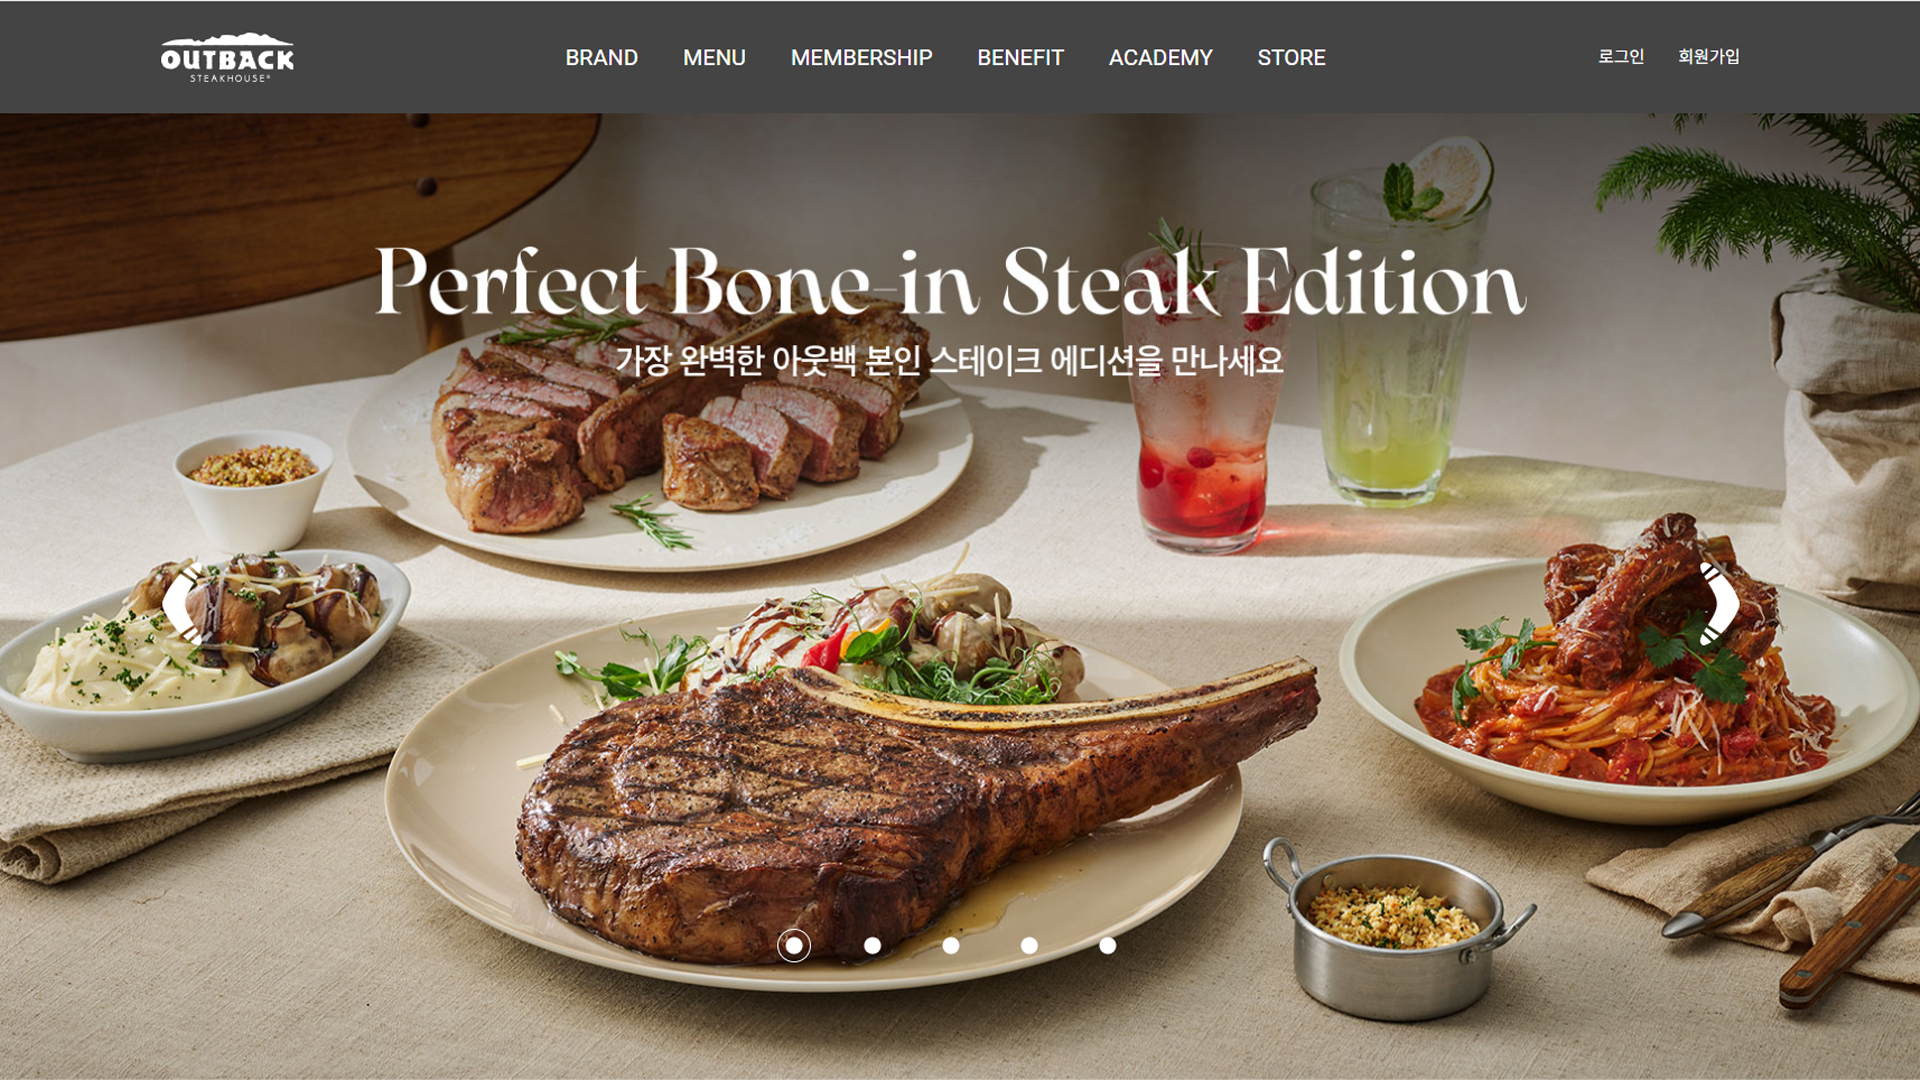 OUTBACK
STEAKHOUSE®
BRAND MENU MEMBERSHIP BENEFIT ACADEMY STORE
로그인 회원가입
Perfect Bone-in Steak Edition
가장 완벽한 아웃백 본인 스테이크 에디션을 만나세요